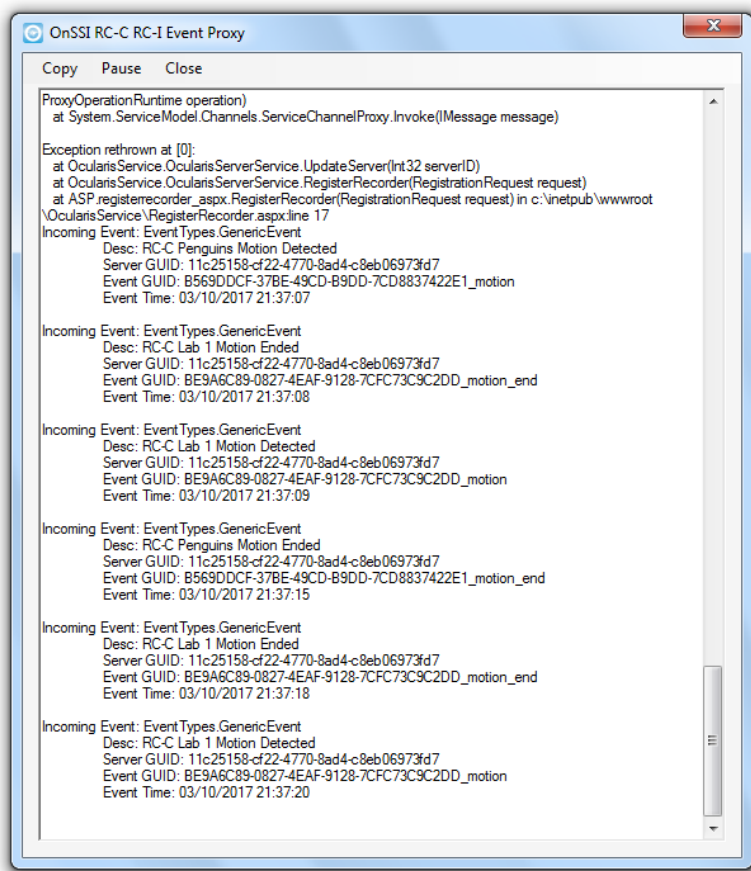 OnSSI RC-C RC-I Event Proxy
Copy Pause Close
ProxyOperationRuntime operation)
at System.ServiceModel.Channels.ServiceChannelProxy.Invoke(IMessage message)
Exception rethrown at [0]:
at OcularisService.OcularisServerService.UpdateServer(Int32 serverID)
at OcularisService.OcularisServerService.RegisterRecorder(RegistrationRequest request)
at ASP.registerrecorder_aspx.RegisterRecorder(RegistrationRequest request) in c:\inetpub\wwwroot
\OcularisService\RegisterRecorder.aspx:line 17
Incoming Event: EventTypes.GenericEvent
Desc: RC-C Penguins Motion Detected
Server GUID: 11c25158-cf22-4770-8ad4-c8eb06973fd7
Event GUID: B569DDCF-37BE-49CD-B9DD-7CD8837422E1_motion
Event Time: 03/10/2017 21:37:07
Incoming Event: EventTypes.GenericEvent
Desc: RC-C Lab 1 Motion Ended
Server GUID: 11c25158-cf22-4770-8ad4-c8eb06973fd7
Event GUID: BE9A6C89-0827-4EAF-9128-7CFC73C9C2DD_motion_end
Event Time: 03/10/2017 21:37:08
Incoming Event: EventTypes.GenericEvent
Desc: RC-C Lab 1 Motion Detected
Server GUID: 11c25158-cf22-4770-8ad4-c8eb06973fd7
Event GUID: BE9A6C89-0827-4EAF-9128-7CFC73C9C2DD_motion
Event Time: 03/10/2017 21:37:09
Incoming Event: EventTypes.GenericEvent
Desc: RC-C Penguins Motion Ended
Server GUID: 11c25158-cf22-4770-8ad4-c8eb06973fd7
Event GUID: B569DDCF-37BE-49CD-B9DD-7CD8837422E1_motion_end
Event Time: 03/10/2017 21:37:15
Incoming Event: EventTypes.GenericEvent
Desc: RC-C Lab 1 Motion Ended
Server GUID: 11c25158-cf22-4770-8ad4-c8eb06973fd7
Event GUID: BE9A6C89-0827-4EAF-9128-7CFC73C9C2DD_motion_end
Event Time: 03/10/2017 21:37:18
Incoming Event: EventTypes.GenericEvent
Desc: RC-C Lab 1 Motion Detected
Server GUID: 11c25158-cf22-4770-8ad4-c8eb06973fd7
Event GUID: BE9A6C89-0827-4EAF-9128-7CFC73C9C2DD_motion
Event Time: 03/10/2017 21:37:20